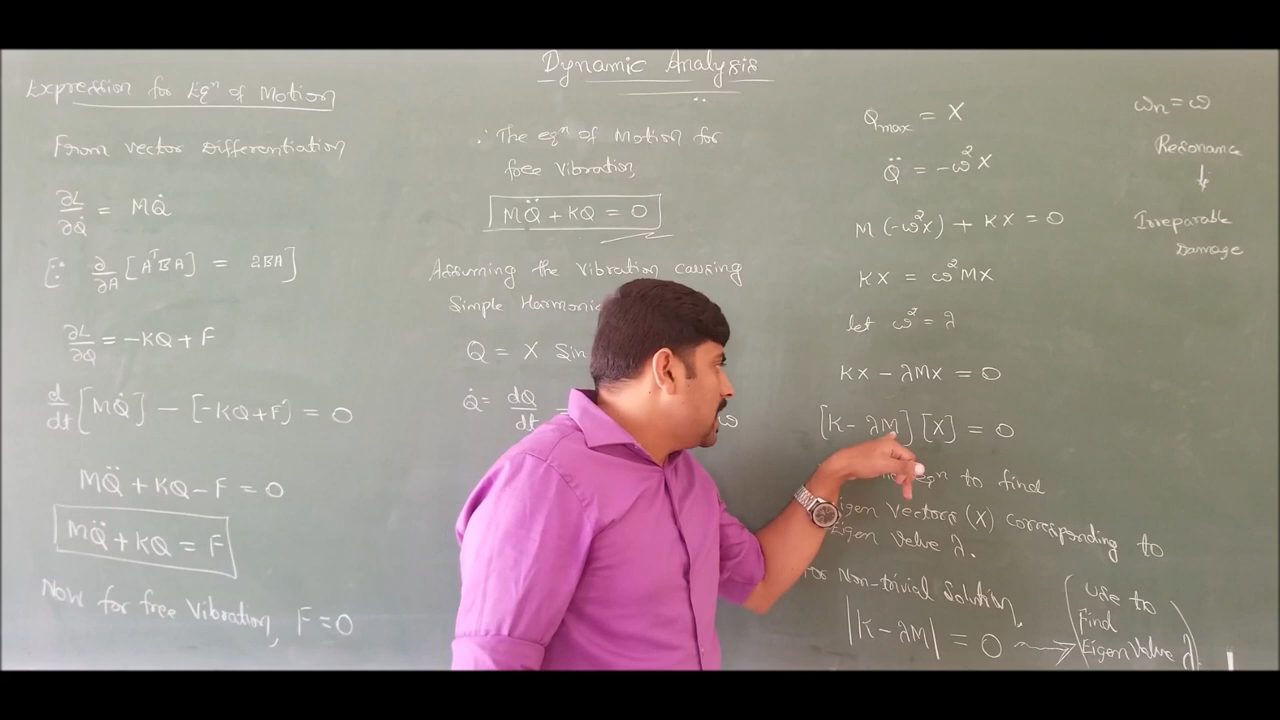 Dynamic Analysis
Expression for Eqⁿ of Motion
From vector Differentiation
∂L/∂Q̇ = MQ̇
[∵ ∂/∂A [AᵀBA] = 2BA]
∂L/∂Q = -KQ + F
d/dt [MQ̇] - [-KQ+F] = 0
MQ̈ + KQ - F = 0
MQ̈ + KQ = F
Now for free Vibration, F = 0
∴ The eqⁿ of Motion for
free Vibration,
MQ̈ + KQ = 0
Assuming the vibration causing
Simple Harmonic
Q = X Sin
Q̇ = dQ/dt = ω
Qmax = X
Q̈ = -ω²X
M(-ω²X) + KX = 0
KX = ω²MX
let ω² = λ
KX - λMX = 0
[K - λM] [X] = 0
eqⁿ to find
Eigen Vectors (X) corresponding to
Eigen Value λ.
For Non-trivial Solution,
|K - λM| = 0
(use to
Find
Eigen Value λ)
ωn = ω
Resonance
↓
Irreparable
Damage